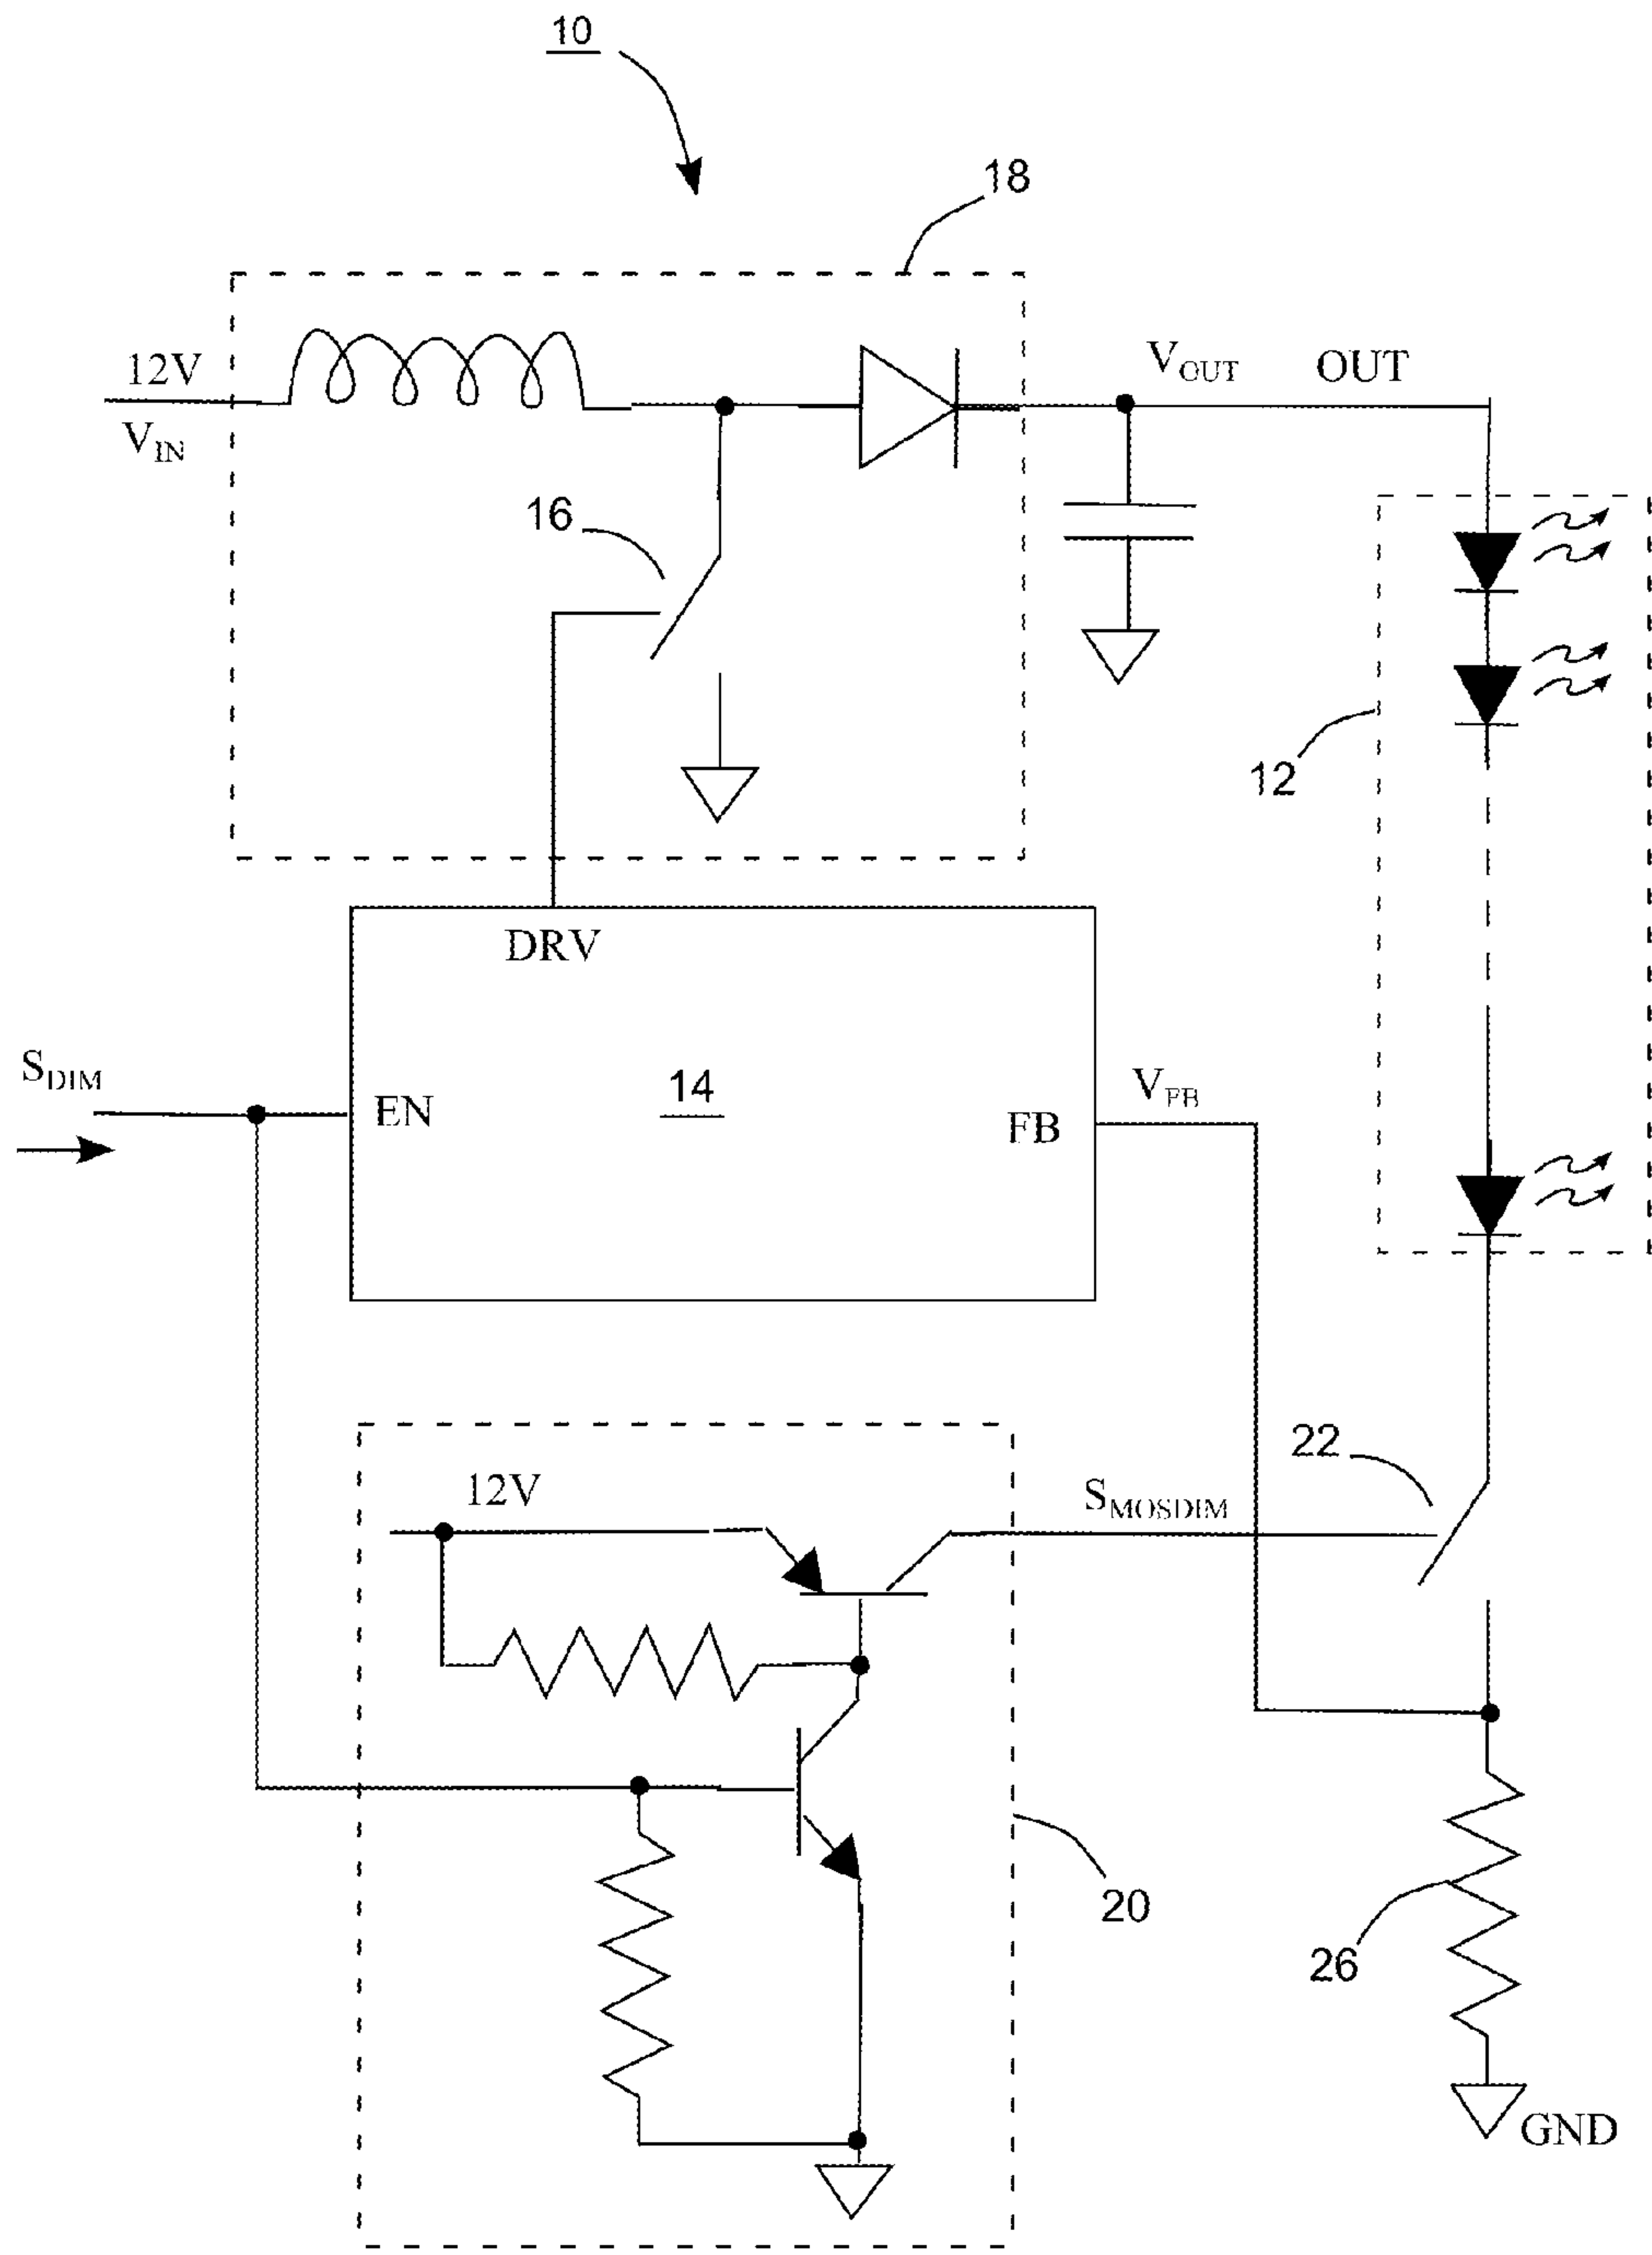 10
18
12V
V_IN
V_OUT
OUT
16
12
DRV
S_DIM
EN
14
V_FB
FB
22
12V
S_MOSDIM
20
26
GND